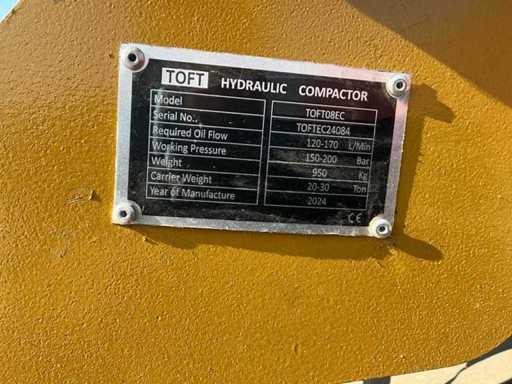 TOFT HYDRAULIC COMPACTOR
Model TOFT08EC
Serial No.. TOFTEC24084
Required Oil Flow 120-170 L/Min
Working Pressure 150-200 Bar
Weight 950 Kg
Carrier Weight 20-30 Ton
Year of Manufacture 2024
CE